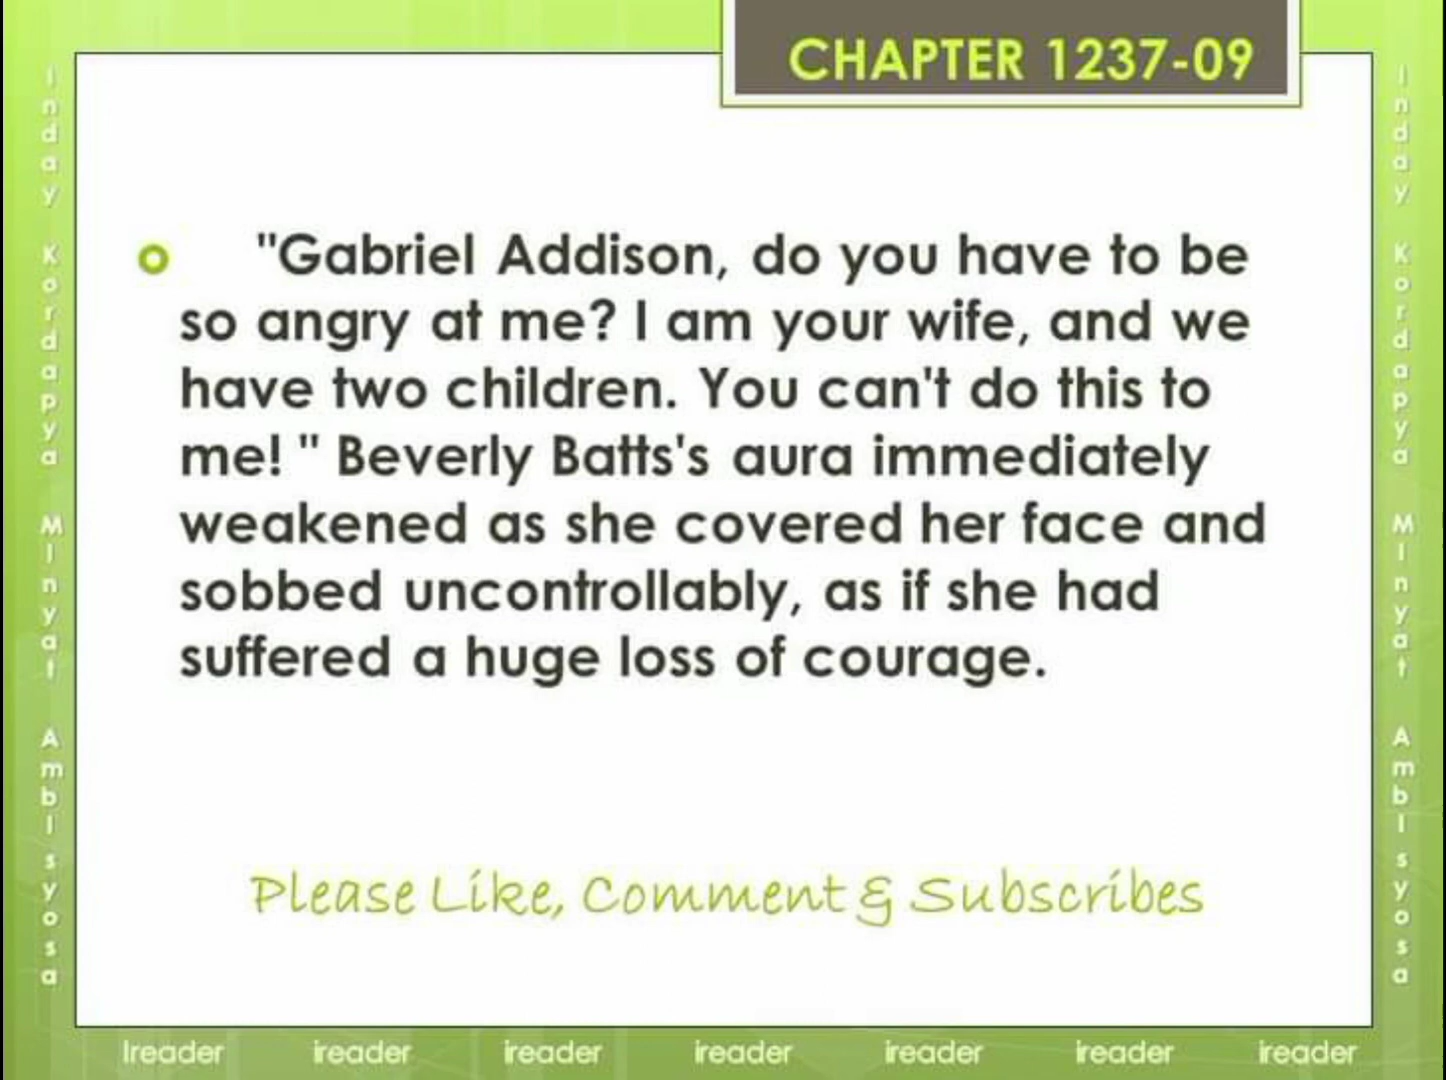 CHAPTER 1237-09
"Gabriel Addison, do you have to be
so angry at me? I am your wife, and we
have two children. You can't do this to
me! " Beverly Batts's aura immediately
weakened as she covered her face and
sobbed uncontrollably, as if she had
suffered a huge loss of courage.
Please Like, Comment & Subscribes
Inday Kordapya MInyat AmbIsyosa
Inday Kordapya MInyat AmbIsyosa
Ireader ireader ireader ireader ireader ireader ireader